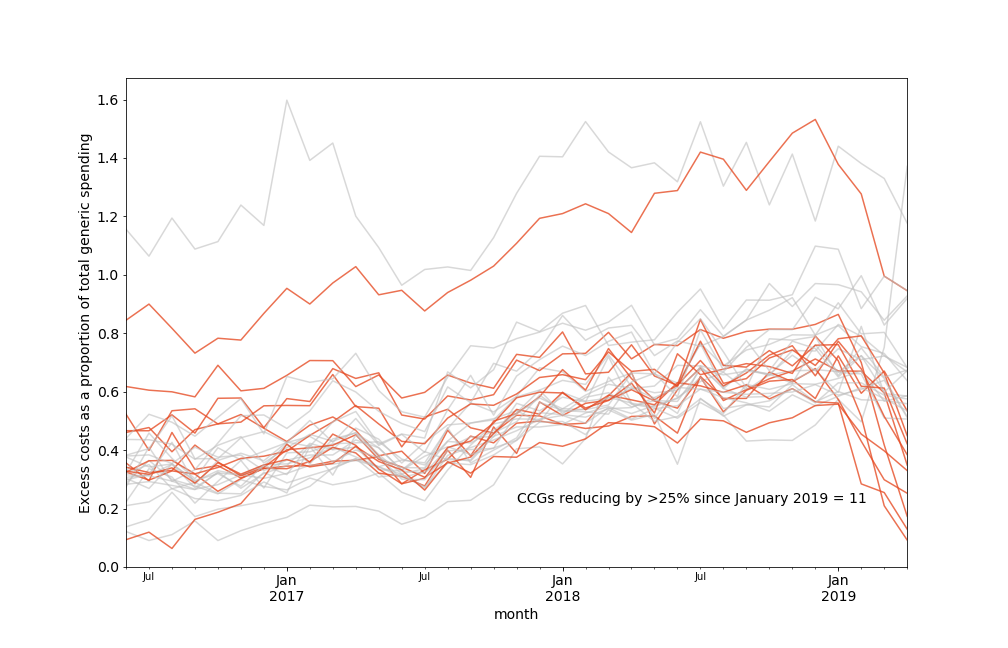 1.6
1.4
1.2
1.0
0.8
0.6
0.4
0.2
0.0
Excess costs as a proportion of total generic spending
CCGs reducing by >25% since January 2019 = 11
Jul
Jan
2017
Jul
Jan
2018
Jul
Jan
2019
month